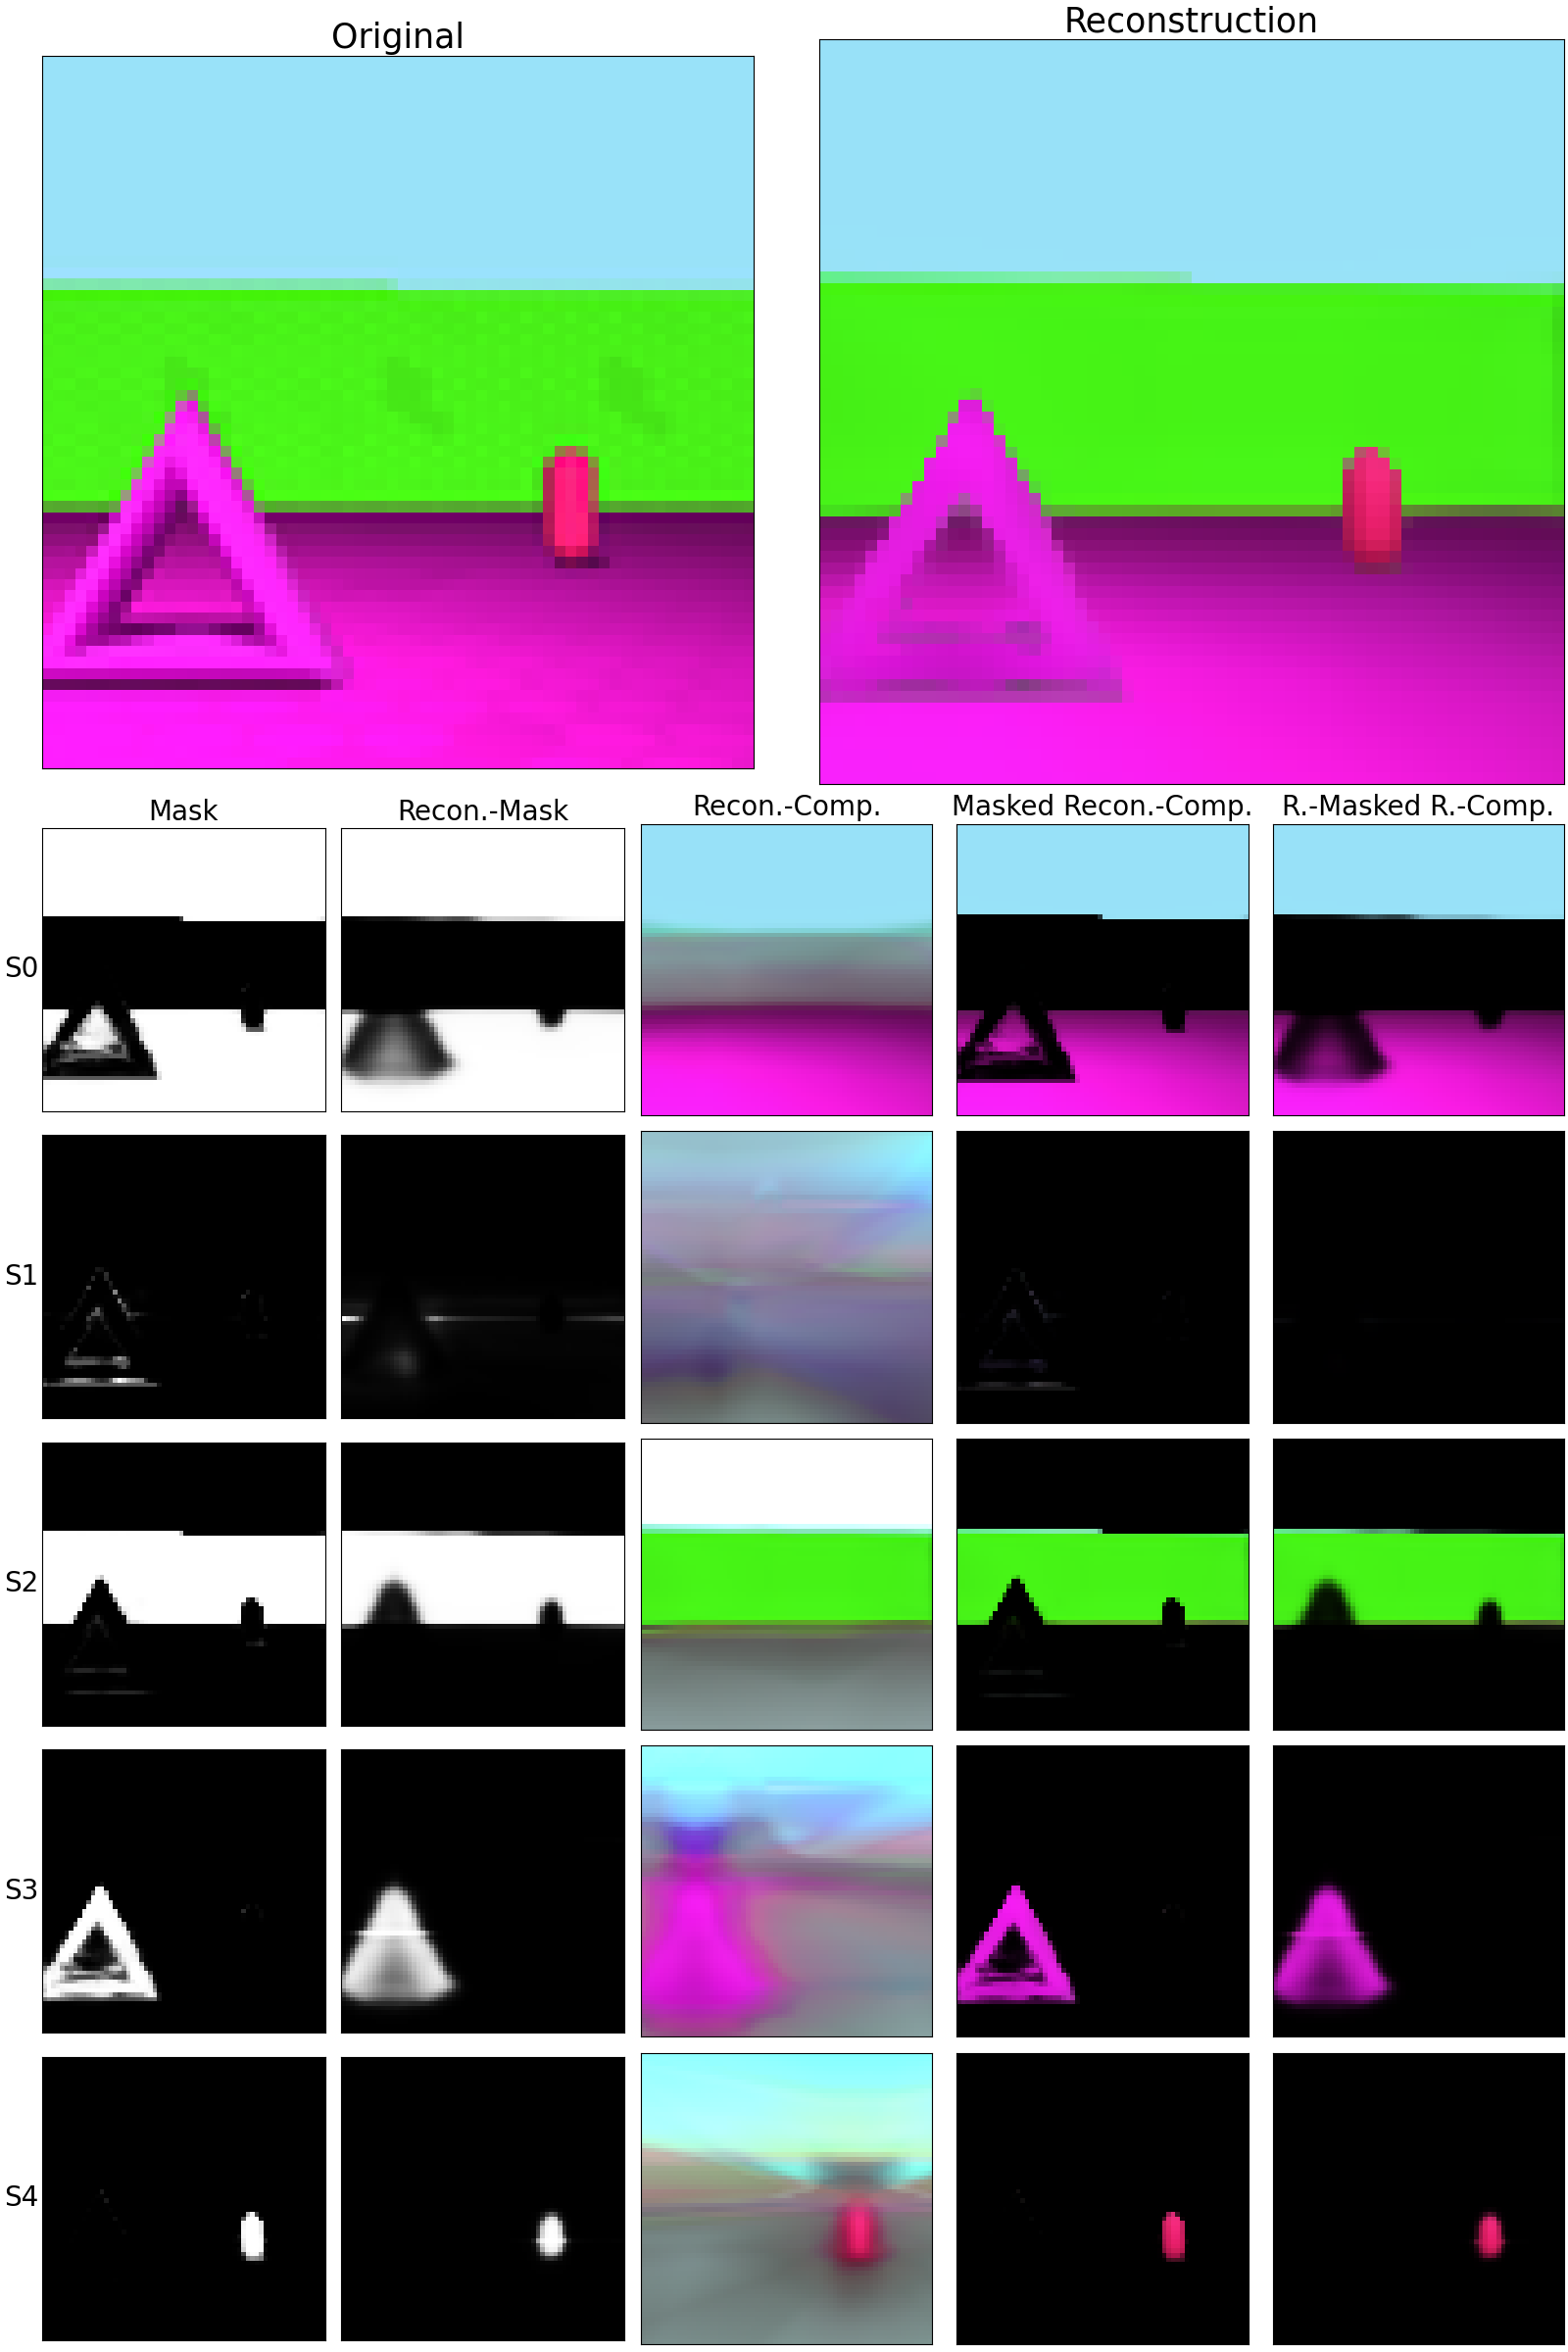 Original
Reconstruction
Mask
Recon.-Mask
Recon.-Comp.
Masked Recon.-Comp.
R.-Masked R.-Comp.
S0
S1
S2
S3
S4